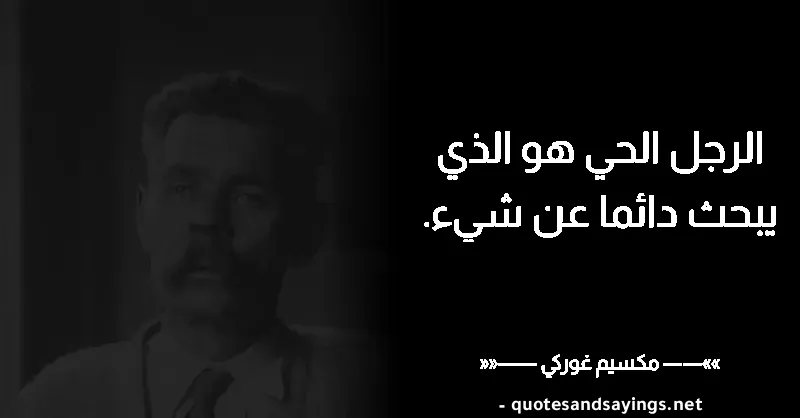 الرجل الحي هو الذي
يبحث دائما عن شيء.
»»—— مكسيم غوركي ——««
- quotesandsayings.net